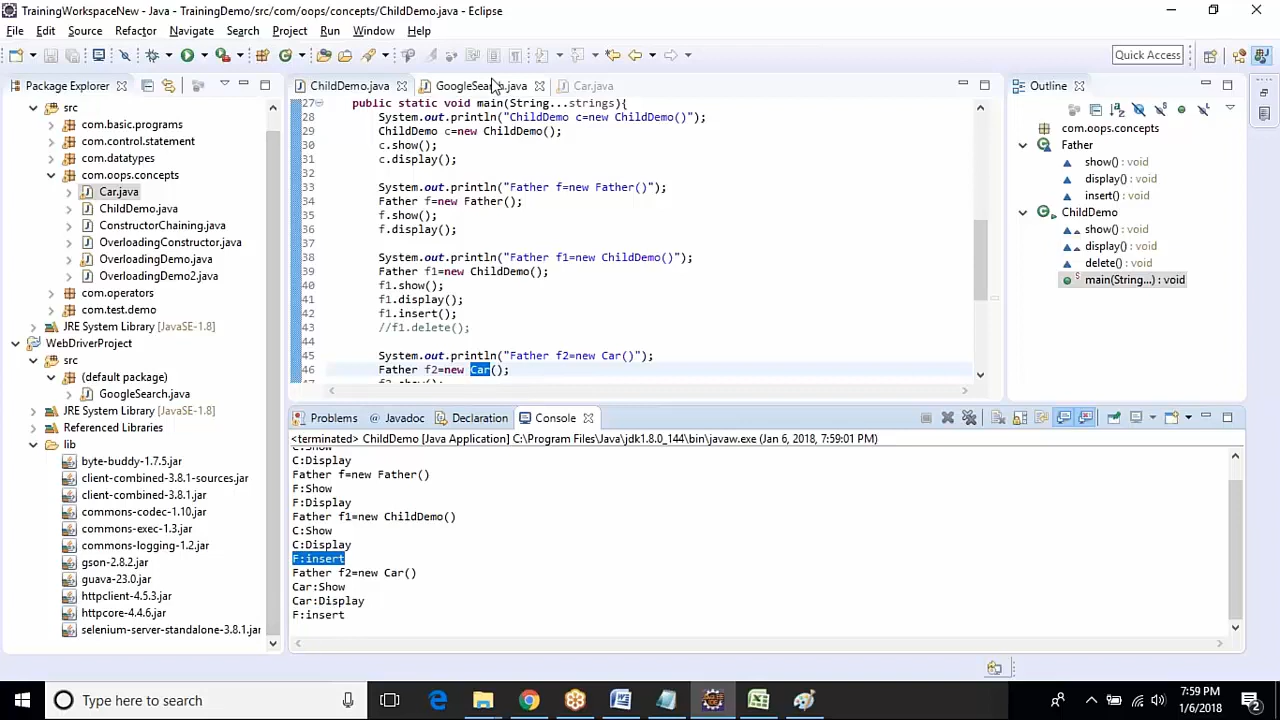 TrainingWorkspaceNew - Java - TrainingDemo/src/com/oops/concepts/ChildDemo.java - Eclipse
File Edit Source Refactor Navigate Search Project Run Window Help
Quick Access
Package Explorer
src
com.basic.programs
com.control.statement
com.datatypes
com.oops.concepts
Car.java
ChildDemo.java
ConstructorChaining.java
OverloadingConstructor.java
OverloadingDemo.java
OverloadingDemo2.java
com.operators
com.test.demo
JRE System Library [JavaSE-1.8]
WebDriverProject
src
(default package)
GoogleSearch.java
JRE System Library [JavaSE-1.8]
Referenced Libraries
lib
byte-buddy-1.7.5.jar
client-combined-3.8.1-sources.jar
client-combined-3.8.1.jar
commons-codec-1.10.jar
commons-exec-1.3.jar
commons-logging-1.2.jar
gson-2.8.2.jar
guava-23.0.jar
httpclient-4.5.3.jar
httpcore-4.4.6.jar
selenium-server-standalone-3.8.1.jar
ChildDemo.java GoogleSearch.java Car.java
27 public static void main(String...strings){
28 System.out.println("ChildDemo c=new ChildDemo()");
29 ChildDemo c=new ChildDemo();
30 c.show();
31 c.display();
32
33 System.out.println("Father f=new Father()");
34 Father f=new Father();
35 f.show();
36 f.display();
37
38 System.out.println("Father f1=new ChildDemo()");
39 Father f1=new ChildDemo();
40 f1.show();
41 f1.display();
42 f1.insert();
43 //f1.delete();
44
45 System.out.println("Father f2=new Car()");
46 Father f2=new Car();
47 f2.show();
Outline
com.oops.concepts
Father
show() : void
display() : void
insert() : void
ChildDemo
show() : void
display() : void
delete() : void
main(String...) : void
Problems @ Javadoc Declaration Console
<terminated> ChildDemo [Java Application] C:\Program Files\Java\jdk1.8.0_144\bin\javaw.exe (Jan 6, 2018, 7:59:01 PM)
C:Show
C:Display
Father f=new Father()
F:Show
F:Display
Father f1=new ChildDemo()
C:Show
C:Display
F:insert
Father f2=new Car()
Car:Show
Car:Display
F:insert
Type here to search
7:59 PM
1/6/2018
2